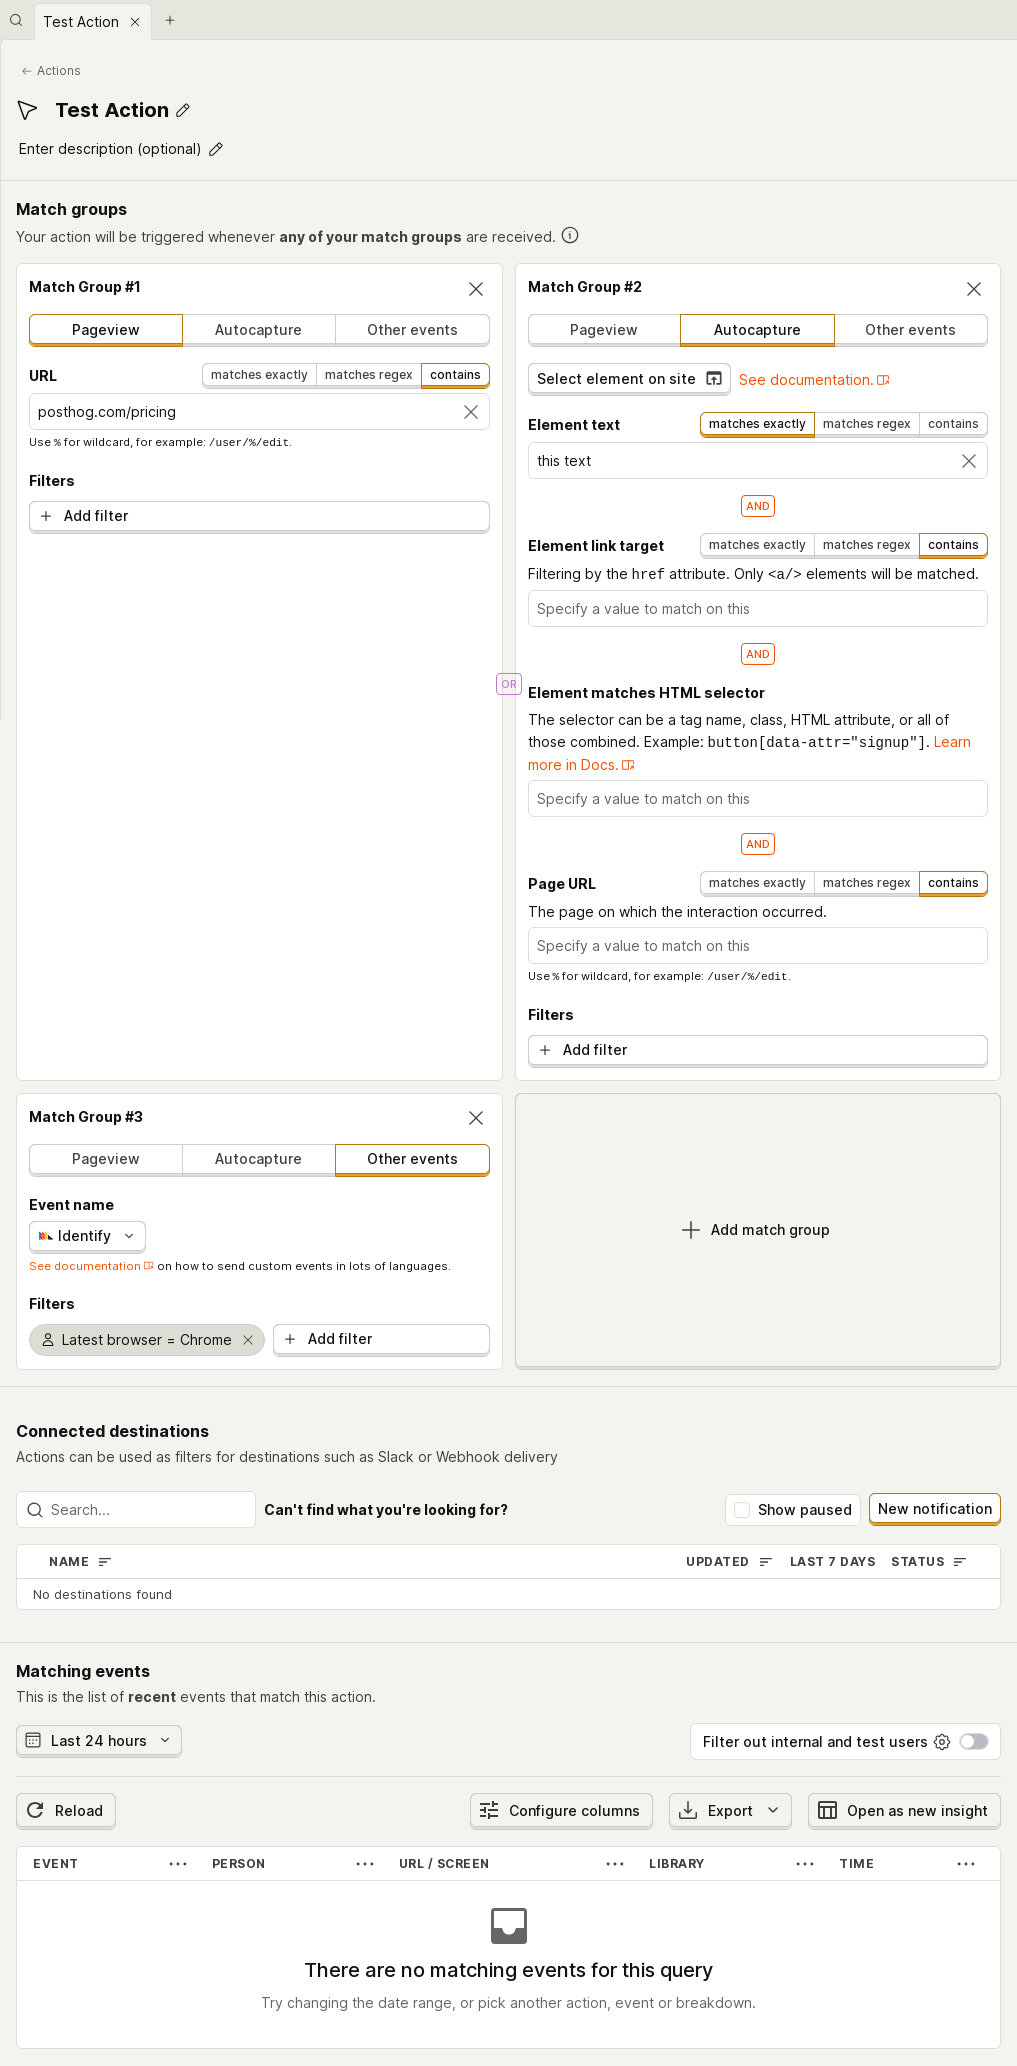 Test Action
← Actions
Test Action
Enter description (optional)
Match groups
Your action will be triggered whenever any of your match groups are received.
Match Group #1
Pageview Autocapture Other events
URL matches exactly matches regex contains
posthog.com/pricing
Use % for wildcard, for example: /user/%/edit.
Filters
Add filter
OR
Match Group #2
Pageview Autocapture Other events
Select element on site See documentation.
Element text matches exactly matches regex contains
this text
AND
Element link target matches exactly matches regex contains
Filtering by the href attribute. Only <a/> elements will be matched.
Specify a value to match on this
AND
Element matches HTML selector
The selector can be a tag name, class, HTML attribute, or all of
those combined. Example: button[data-attr="signup"]. Learn
more in Docs.
Specify a value to match on this
AND
Page URL matches exactly matches regex contains
The page on which the interaction occurred.
Specify a value to match on this
Use % for wildcard, for example: /user/%/edit.
Filters
Add filter
Match Group #3
Pageview Autocapture Other events
Event name
Identify
See documentation on how to send custom events in lots of languages.
Filters
Latest browser = Chrome Add filter
Add match group
Connected destinations
Actions can be used as filters for destinations such as Slack or Webhook delivery
Search... Can't find what you're looking for? Show paused New notification
NAME UPDATED LAST 7 DAYS STATUS
No destinations found
Matching events
This is the list of recent events that match this action.
Last 24 hours Filter out internal and test users
Reload Configure columns Export Open as new insight
EVENT PERSON URL / SCREEN LIBRARY TIME
There are no matching events for this query
Try changing the date range, or pick another action, event or breakdown.